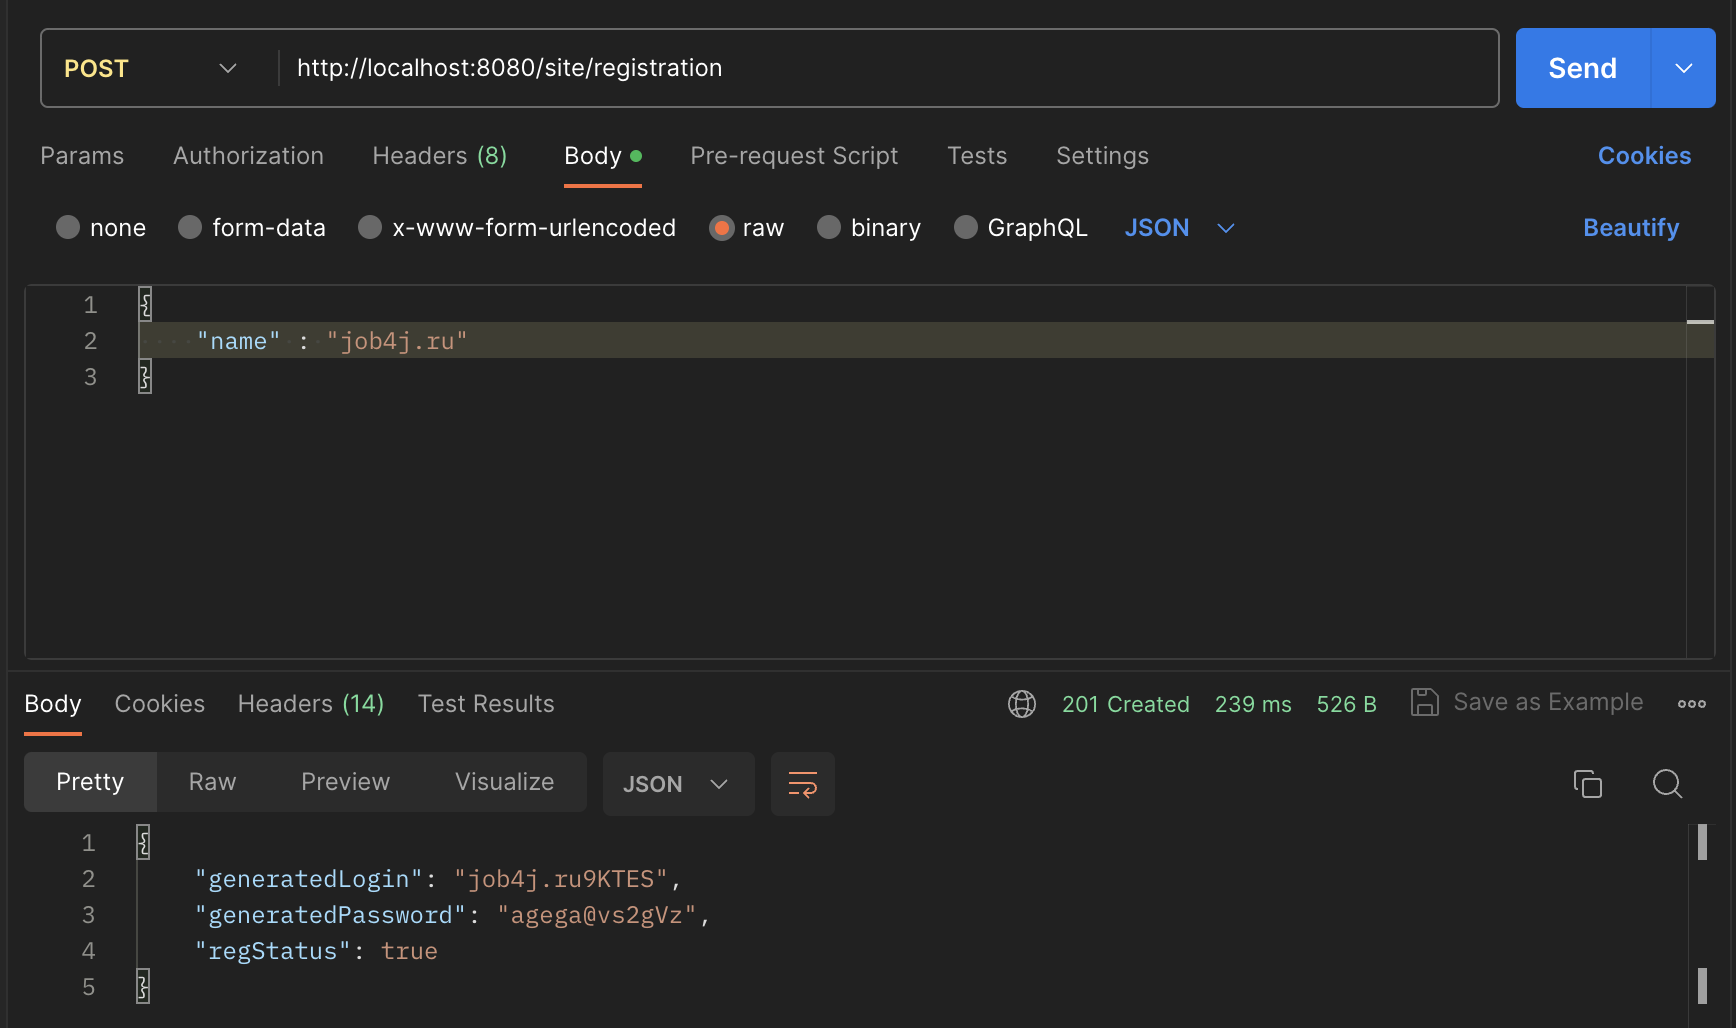 POST http://localhost:8080/site/registration Send
Params Authorization Headers (8) Body Pre-request Script Tests Settings Cookies
none form-data x-www-form-urlencoded raw binary GraphQL JSON Beautify
1 {
2 "name" : "job4j.ru"
3 }
Body Cookies Headers (14) Test Results 201 Created 239 ms 526 B Save as Example
Pretty Raw Preview Visualize JSON
1 {
2 "generatedLogin": "job4j.ru9KTES",
3 "generatedPassword": "agega@vs2gVz",
4 "regStatus": true
5 }